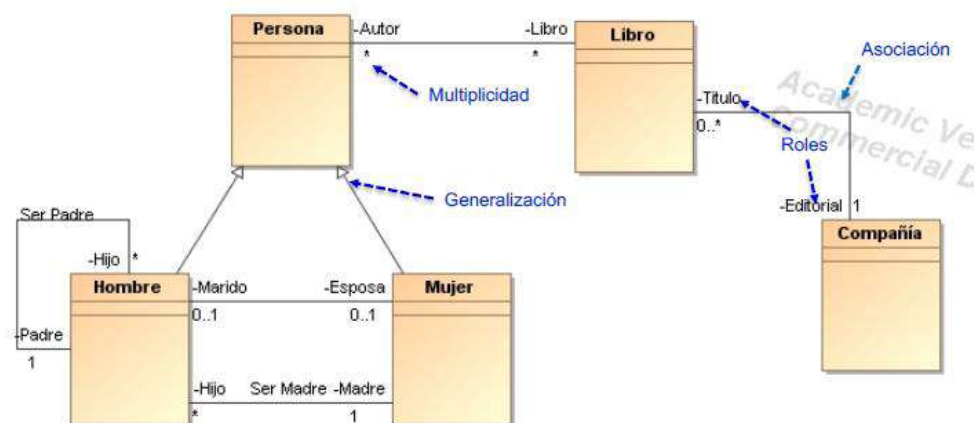 Persona
-Autor
*
-Libro
*
Libro
Asociación
Multiplicidad
-Titulo
0..*
Academic Ve
Commercial D
Roles
Generalización
-Editorial
1
Compañía
Ser Padre
-Hijo
*
Hombre
-Marido
0..1
-Esposa
0..1
Mujer
-Padre
1
-Hijo
*
Ser Madre
-Madre
1